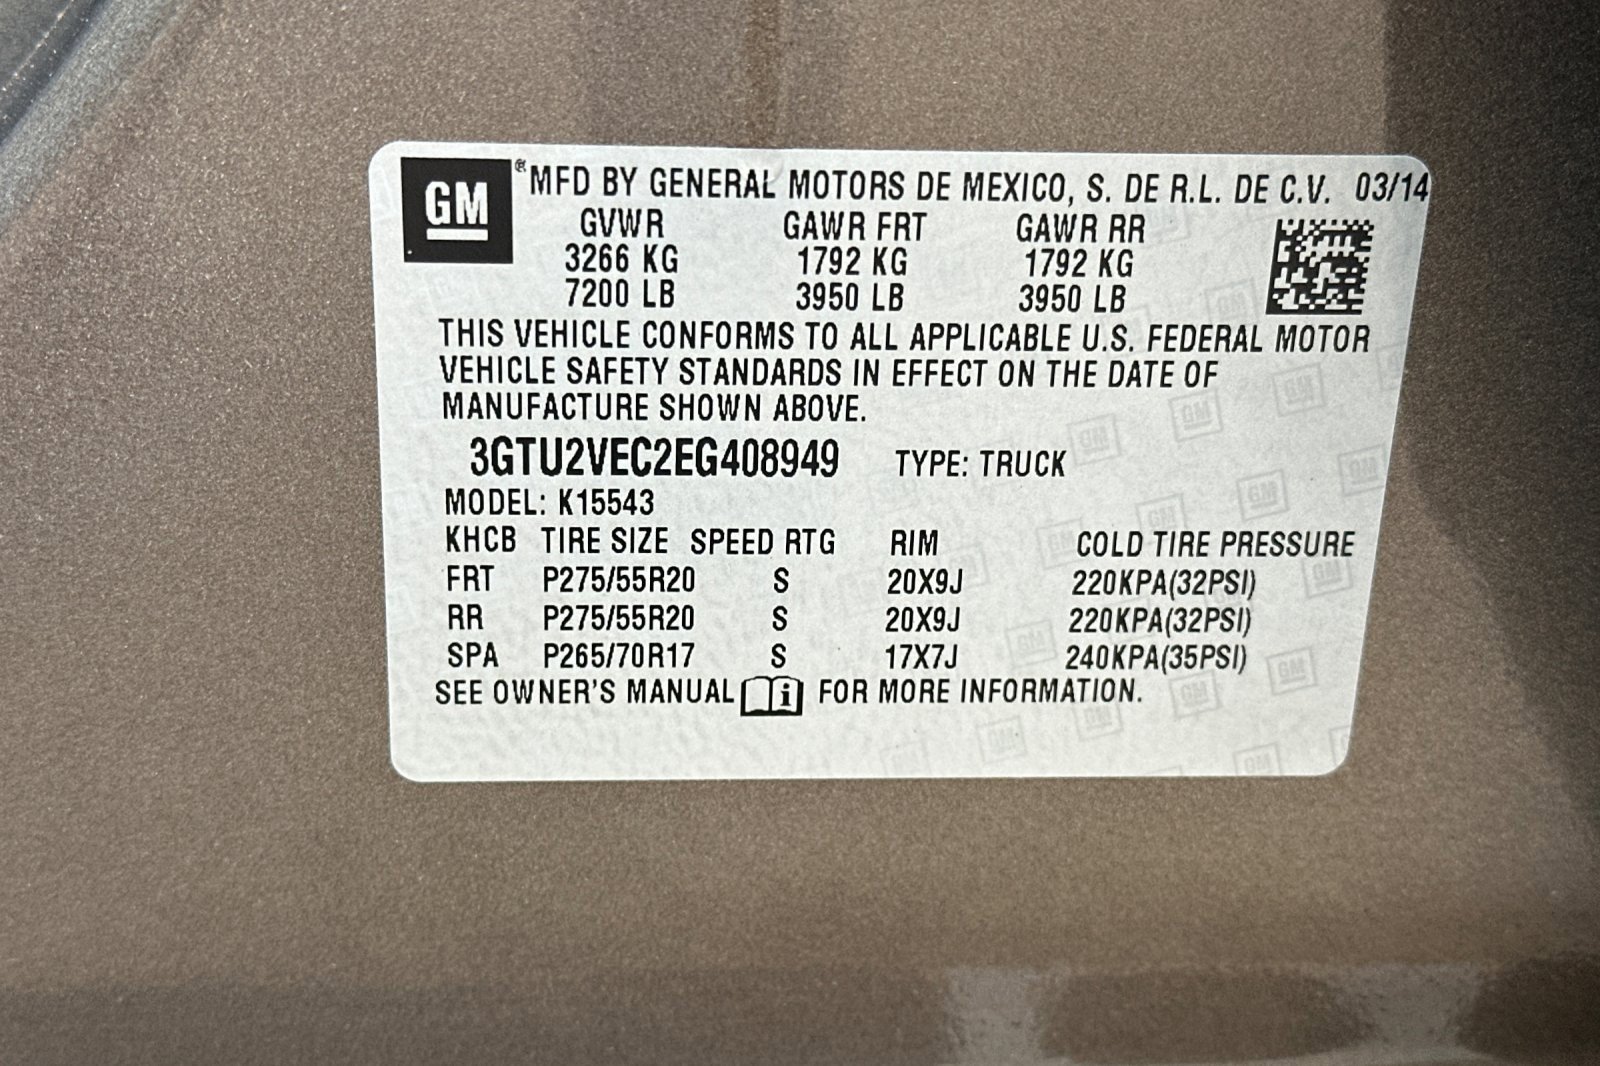 GM ® MFD BY GENERAL MOTORS DE MEXICO, S. DE R.L. DE C.V. 03/14
GVWR GAWR FRT GAWR RR
3266 KG 1792 KG 1792 KG
7200 LB 3950 LB 3950 LB
THIS VEHICLE CONFORMS TO ALL APPLICABLE U.S. FEDERAL MOTOR
VEHICLE SAFETY STANDARDS IN EFFECT ON THE DATE OF
MANUFACTURE SHOWN ABOVE.
3GTU2VEC2EG408949 TYPE: TRUCK
MODEL: K15543
KHCB TIRE SIZE SPEED RTG RIM COLD TIRE PRESSURE
FRT P275/55R20 S 20X9J 220KPA(32PSI)
RR P275/55R20 S 20X9J 220KPA(32PSI)
SPA P265/70R17 S 17X7J 240KPA(35PSI)
SEE OWNER'S MANUAL i FOR MORE INFORMATION.